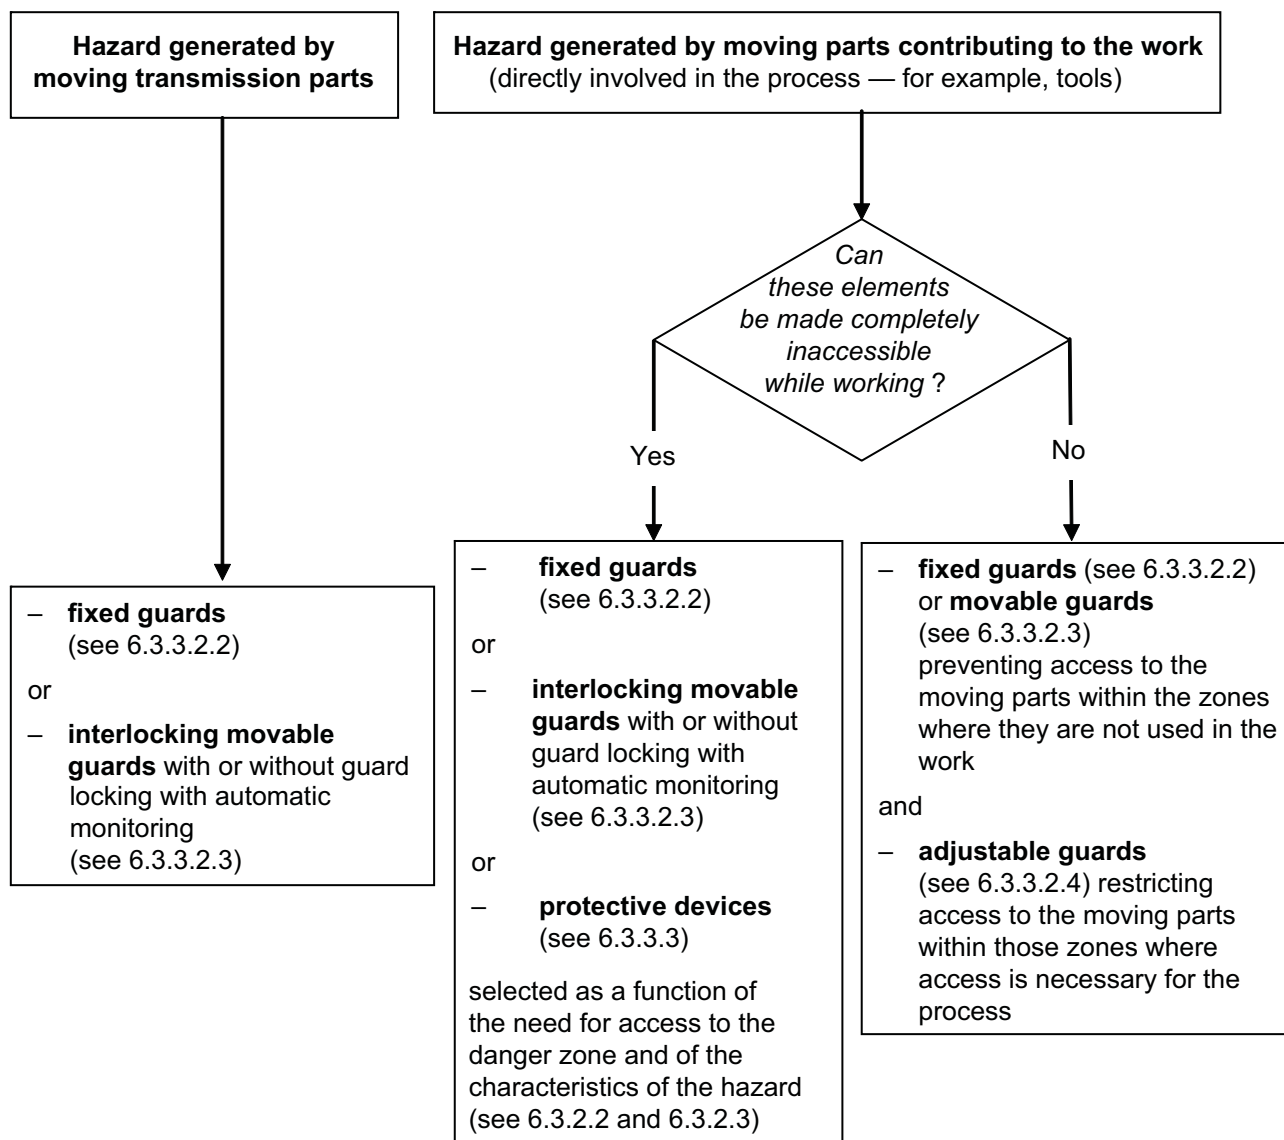 Hazard generated by
moving transmission parts
Hazard generated by moving parts contributing to the work
(directly involved in the process — for example, tools)
Can
these elements
be made completely
inaccessible
while working ?
Yes
No
– fixed guards
(see 6.3.3.2.2)
or
– interlocking movable
guards with or without guard
locking with automatic
monitoring
(see 6.3.3.2.3)
– fixed guards
(see 6.3.3.2.2)
or
– interlocking movable
guards with or without
guard locking with
automatic monitoring
(see 6.3.3.2.3)
or
– protective devices
(see 6.3.3.3)
selected as a function of
the need for access to the
danger zone and of the
characteristics of the hazard
(see 6.3.2.2 and 6.3.2.3)
– fixed guards (see 6.3.3.2.2)
or movable guards
(see 6.3.3.2.3)
preventing access to the
moving parts within the zones
where they are not used in the
work
and
– adjustable guards
(see 6.3.3.2.4) restricting
access to the moving parts
within those zones where
access is necessary for the
process